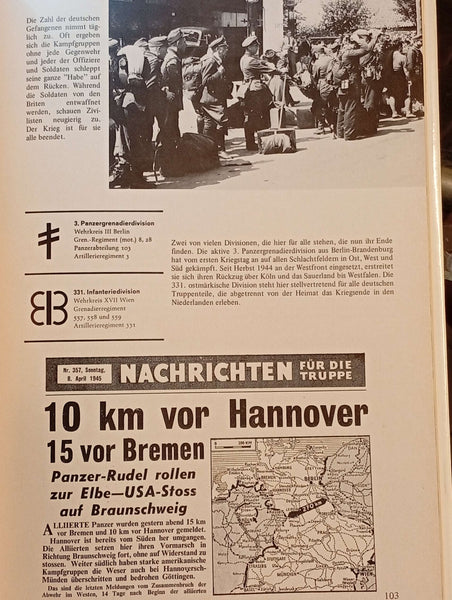 Die Zahl der deutschen
Gefangenen nimmt täg-
lich zu. Oft ergeben
sich die Kampfgruppen
ohne jede Gegenwehr
und jeder der Offiziere
und Soldaten schleppt
seine ganze "Habe" auf
dem Rücken. Während
die Soldaten von den
Briten entwaffnet
werden, schauen Zivi-
listen neugierig zu.
Der Krieg ist für sie
alle beendet.
3. Panzergrenadierdivision
Wehrkreis III Berlin
Gren.-Regiment (mot.) 8, 28
Panzerabteilung 103
Artillerieregiment 3
331. Infanteriedivision
Wehrkreis XVII Wien
Grenadierregiment
557, 558 und 559
Artillerieregiment 331
Zwei von vielen Divisionen, die hier für alle stehen, die nun ihr Ende
finden. Die aktive 3. Panzergrenadierdivision aus Berlin-Brandenburg
hat vom ersten Kriegstag an auf allen Schlachtfeldern in Ost, West und
Süd gekämpft. Seit Herbst 1944 an der Westfront eingesetzt, erstreitet
sie sich ihren Rückzug über Köln und das Sauerland bis Westfalen. Die
331. ostmärkische Division steht hier stellvertretend für alle deutschen
Truppenteile, die abgetrennt von der Heimat das Kriegsende in den
Niederlanden erleben.
Nr. 357, Sonntag,
8. April 1945
NACHRICHTEN FÜR DIE
TRUPPE
10 km vor Hannover
15 vor Bremen
Panzer-Rudel rollen
zur Elbe—USA-Stoss
auf Braunschweig
ALLIIERTE Panzer wurden gestern abend 15 km
vor Bremen und 10 km vor Hannover gemeldet.
Hannover ist bereits vom Süden her umgangen.
Die Alliierten setzen hier ihren Vormarsch in
Richtung Braunschweig fort, ohne auf Widerstand zu
stossen. Weiter südlich haben starke amerikanische
Kampfgruppen die Weser auch bei Hannoversch-
Münden überschritten und bedrohen Göttingen.
Das sind die letzten Meldungen vom Zusammenbruch der
Abwehr im Westen, 14 Tage nach Beginn der alliierten
BERLIN
WIEN
103